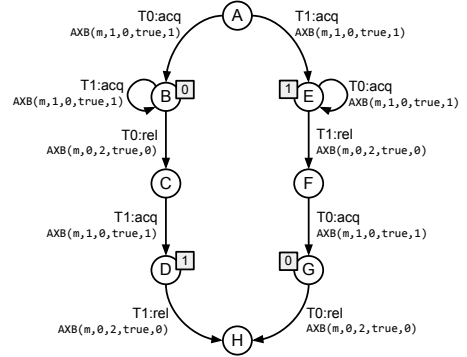 A
T0:acq
AXB(m,1,0,true,1)
T1:acq
AXB(m,1,0,true,1)
T1:acq
AXB(m,1,0,true,1)
B
0
1
E
T0:acq
AXB(m,1,0,true,1)
T0:rel
AXB(m,0,2,true,0)
T1:rel
AXB(m,0,2,true,0)
C
F
T1:acq
AXB(m,1,0,true,1)
T0:acq
AXB(m,1,0,true,1)
D
1
0
G
T1:rel
AXB(m,0,2,true,0)
T0:rel
AXB(m,0,2,true,0)
H